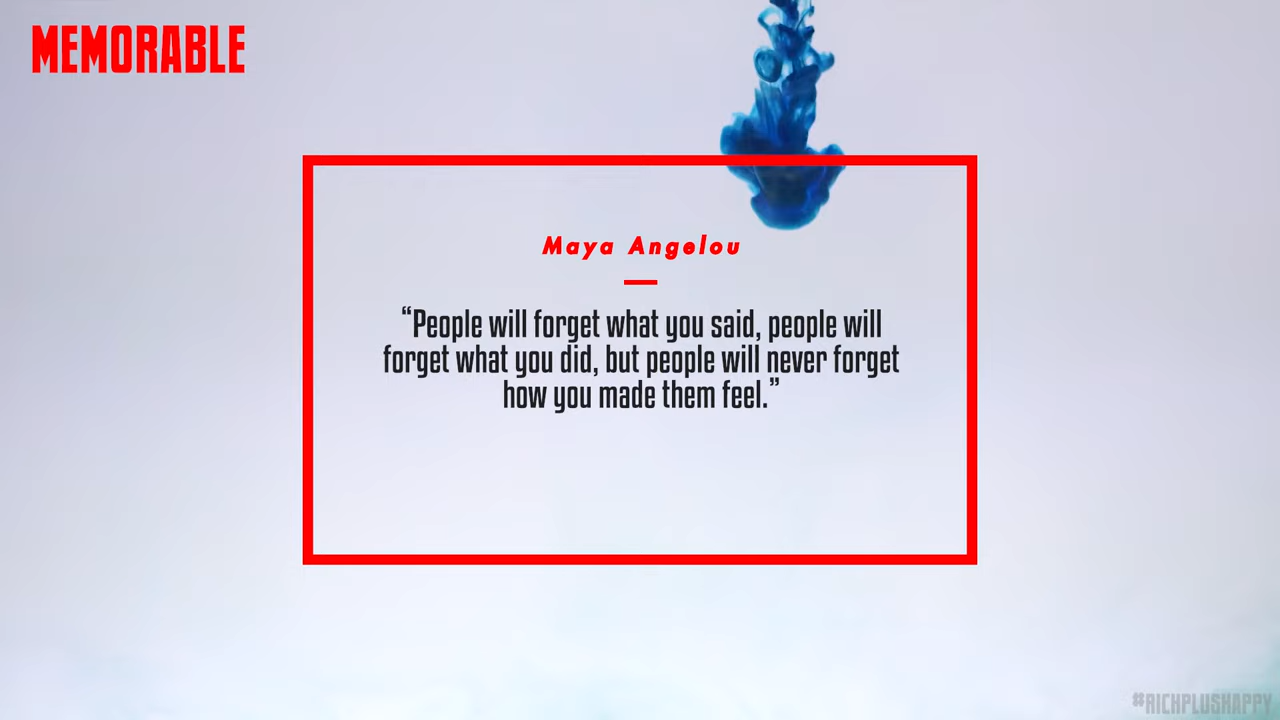 MEMORABLE
Maya Angelou
“People will forget what you said, people will
forget what you did, but people will never forget
how you made them feel.”
#RICHPLUSHAPPY